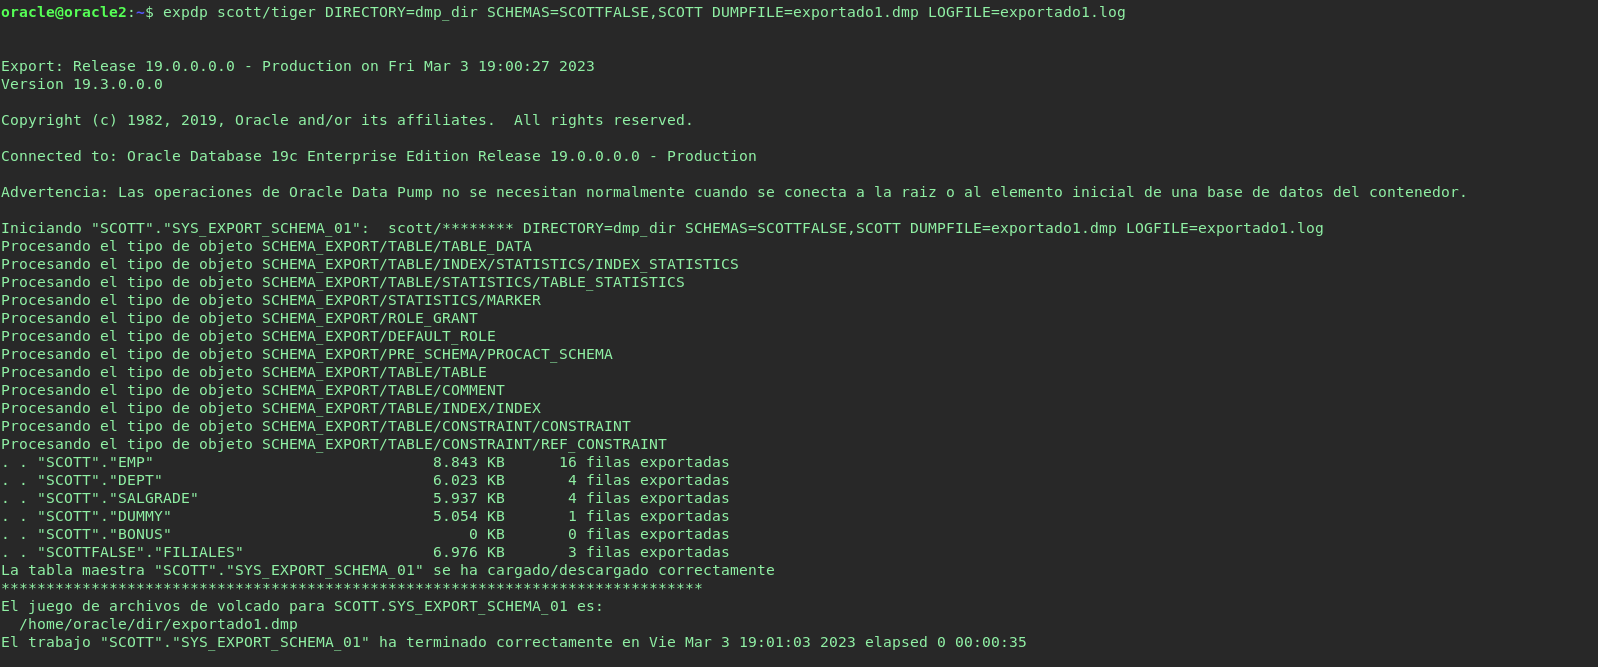 oracle@oracle2:~$ expdp scott/tiger DIRECTORY=dmp_dir SCHEMAS=SCOTTFALSE,SCOTT DUMPFILE=exportado1.dmp LOGFILE=exportado1.log
Export: Release 19.0.0.0.0 - Production on Fri Mar 3 19:00:27 2023
Version 19.3.0.0.0
Copyright (c) 1982, 2019, Oracle and/or its affiliates.  All rights reserved.
Connected to: Oracle Database 19c Enterprise Edition Release 19.0.0.0.0 - Production
Advertencia: Las operaciones de Oracle Data Pump no se necesitan normalmente cuando se conecta a la raiz o al elemento inicial de una base de datos del contenedor.
Iniciando "SCOTT"."SYS_EXPORT_SCHEMA_01":  scott/******** DIRECTORY=dmp_dir SCHEMAS=SCOTTFALSE,SCOTT DUMPFILE=exportado1.dmp LOGFILE=exportado1.log
Procesando el tipo de objeto SCHEMA_EXPORT/TABLE/TABLE_DATA
Procesando el tipo de objeto SCHEMA_EXPORT/TABLE/INDEX/STATISTICS/INDEX_STATISTICS
Procesando el tipo de objeto SCHEMA_EXPORT/TABLE/STATISTICS/TABLE_STATISTICS
Procesando el tipo de objeto SCHEMA_EXPORT/STATISTICS/MARKER
Procesando el tipo de objeto SCHEMA_EXPORT/ROLE_GRANT
Procesando el tipo de objeto SCHEMA_EXPORT/DEFAULT_ROLE
Procesando el tipo de objeto SCHEMA_EXPORT/PRE_SCHEMA/PROCACT_SCHEMA
Procesando el tipo de objeto SCHEMA_EXPORT/TABLE/TABLE
Procesando el tipo de objeto SCHEMA_EXPORT/TABLE/COMMENT
Procesando el tipo de objeto SCHEMA_EXPORT/TABLE/INDEX/INDEX
Procesando el tipo de objeto SCHEMA_EXPORT/TABLE/CONSTRAINT/CONSTRAINT
Procesando el tipo de objeto SCHEMA_EXPORT/TABLE/CONSTRAINT/REF_CONSTRAINT
. . "SCOTT"."EMP"                               8.843 KB      16 filas exportadas
. . "SCOTT"."DEPT"                              6.023 KB       4 filas exportadas
. . "SCOTT"."SALGRADE"                          5.937 KB       4 filas exportadas
. . "SCOTT"."DUMMY"                             5.054 KB       1 filas exportadas
. . "SCOTT"."BONUS"                                 0 KB       0 filas exportadas
. . "SCOTTFALSE"."FILIALES"                     6.976 KB       3 filas exportadas
La tabla maestra "SCOTT"."SYS_EXPORT_SCHEMA_01" se ha cargado/descargado correctamente
******************************************************************************
El juego de archivos de volcado para SCOTT.SYS_EXPORT_SCHEMA_01 es:
  /home/oracle/dir/exportado1.dmp
El trabajo "SCOTT"."SYS_EXPORT_SCHEMA_01" ha terminado correctamente en Vie Mar 3 19:01:03 2023 elapsed 0 00:00:35